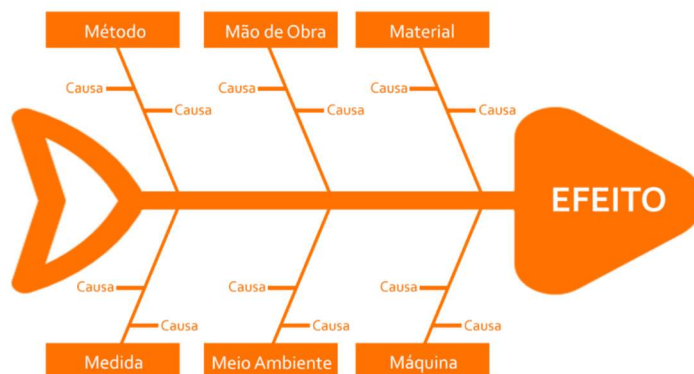 Método
Mão de Obra
Material
Causa
Causa
Causa
Causa
Causa
Causa
EFEITO
Causa
Causa
Causa
Causa
Causa
Causa
Medida
Meio Ambiente
Máquina